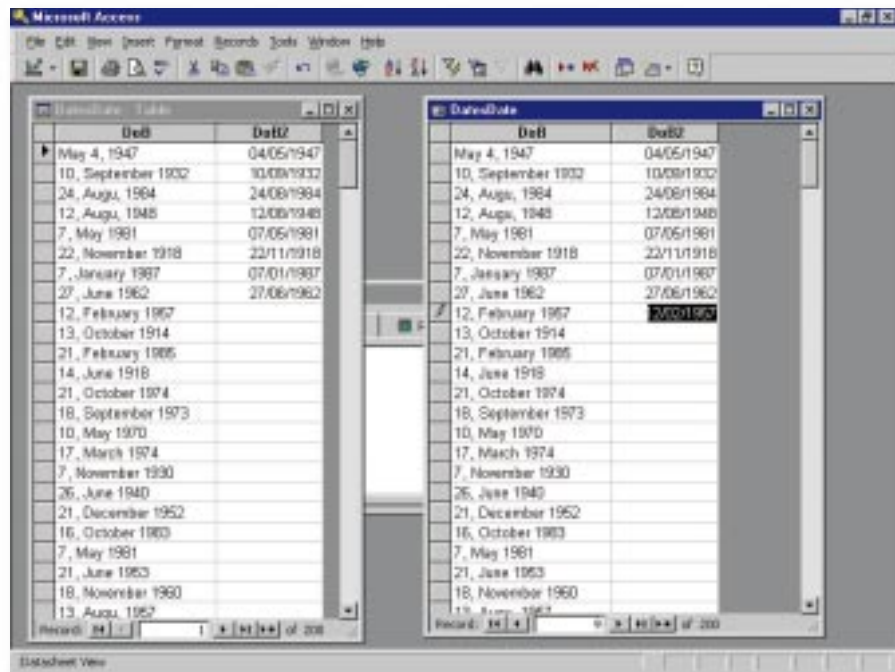 Microsoft Access
File Edit View Insert Format Records Tools Window Help
DatesDate : Table
DoB DoB2
May 4, 1947 04/05/1947
10, September 1932 10/09/1932
24, Augu, 1984 24/08/1984
12, Augu, 1948 12/08/1948
7, May 1981 07/05/1981
22, November 1918 22/11/1918
7, January 1987 07/01/1987
27, June 1962 27/06/1962
12, February 1957
13, October 1914
21, February 1985
14, June 1918
21, October 1974
18, September 1973
10, May 1970
17, March 1974
7, November 1930
26, June 1940
21, December 1952
16, October 1983
7, May 1981
21, June 1953
18, November 1960
13, Augu, 1957
Record: 1 of 200
DatesDate
DoB DoB2
May 4, 1947 04/05/1947
10, September 1932 10/09/1932
24, Augu, 1984 24/08/1984
12, Augu, 1948 12/08/1948
7, May 1981 07/05/1981
22, November 1918 22/11/1918
7, January 1987 07/01/1987
27, June 1962 27/06/1962
12, February 1957 12/02/1957
13, October 1914
21, February 1985
14, June 1918
21, October 1974
18, September 1973
10, May 1970
17, March 1974
7, November 1930
26, June 1940
21, December 1952
16, October 1983
7, May 1981
21, June 1953
18, November 1960
13, Augu, 1957
Record: 9 of 200
Datasheet View